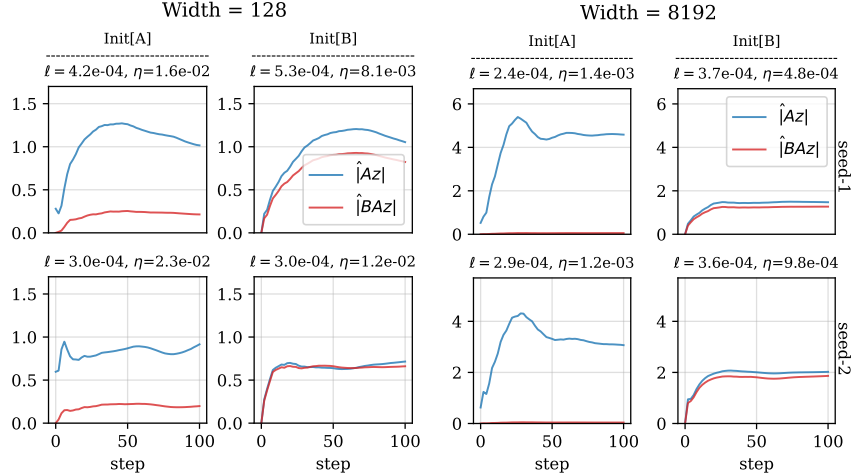 Width = 128
Width = 8192
Init[A]
Init[B]
Init[A]
Init[B]
ℓ = 4.2e-04, η=1.6e-02
ℓ = 5.3e-04, η=8.1e-03
ℓ = 2.4e-04, η=1.4e-03
ℓ = 3.7e-04, η=4.8e-04
1.5
1.0
0.5
0.0
1.5
1.0
0.5
0.0
|Âz|
|B̂Az|
6
4
2
0
6
4
2
0
|Âz|
|B̂Az|
seed-1
ℓ = 3.0e-04, η=2.3e-02
ℓ = 3.0e-04, η=1.2e-02
ℓ = 2.9e-04, η=1.2e-03
ℓ = 3.6e-04, η=9.8e-04
1.5
1.0
0.5
0.0
0 50 100
step
1.5
1.0
0.5
0.0
0 50 100
step
4
2
0
0 50 100
step
4
2
0
0 50 100
step
seed-2